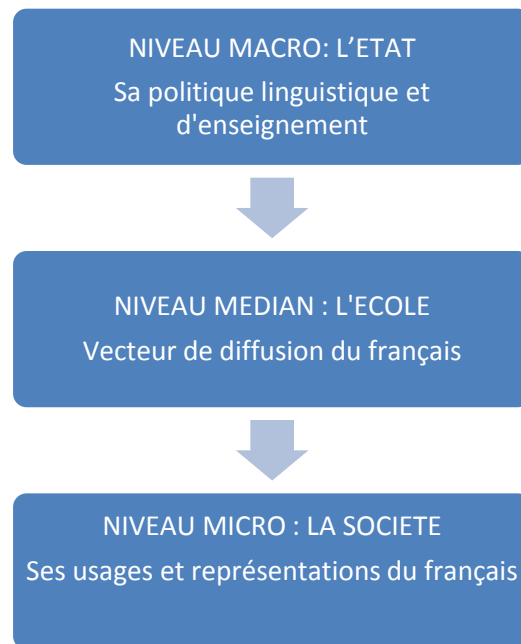 NIVEAU MACRO: L’ETAT
Sa politique linguistique et
d'enseignement
NIVEAU MEDIAN : L'ECOLE
Vecteur de diffusion du français
NIVEAU MICRO : LA SOCIETE
Ses usages et représentations du français